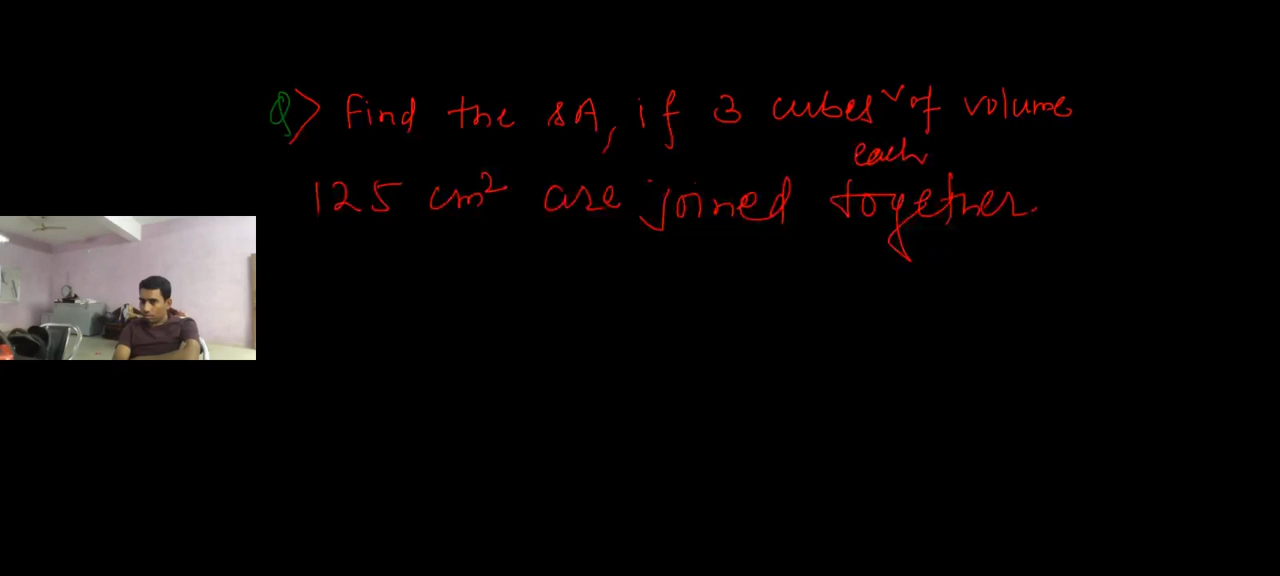 Q> Find the SA, if 3 cubes ˅ of volume
each
125 cm² are joined together.